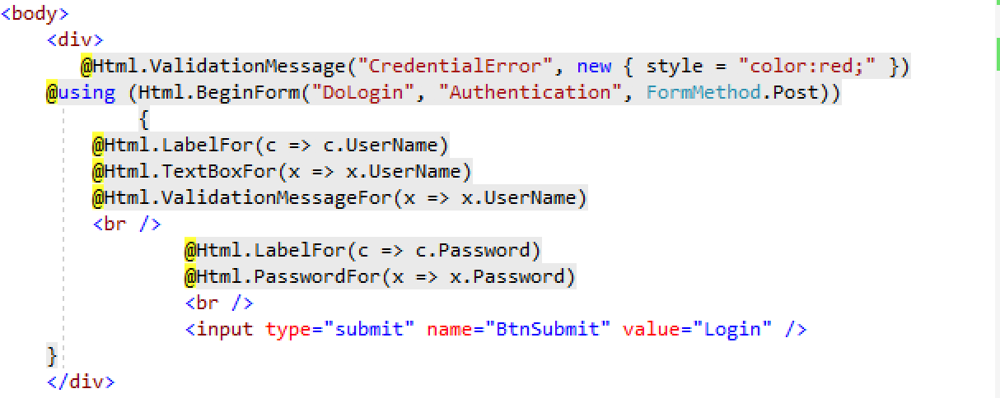 <body>
    <div>
       @Html.ValidationMessage("CredentialError", new { style = "color:red;" })
    @using (Html.BeginForm("DoLogin", "Authentication", FormMethod.Post))
            {
        @Html.LabelFor(c => c.UserName)
        @Html.TextBoxFor(x => x.UserName)
        @Html.ValidationMessageFor(x => x.UserName)
        <br />
                @Html.LabelFor(c => c.Password)
                @Html.PasswordFor(x => x.Password)
                <br />
                <input type="submit" name="BtnSubmit" value="Login" />
    }
    </div>